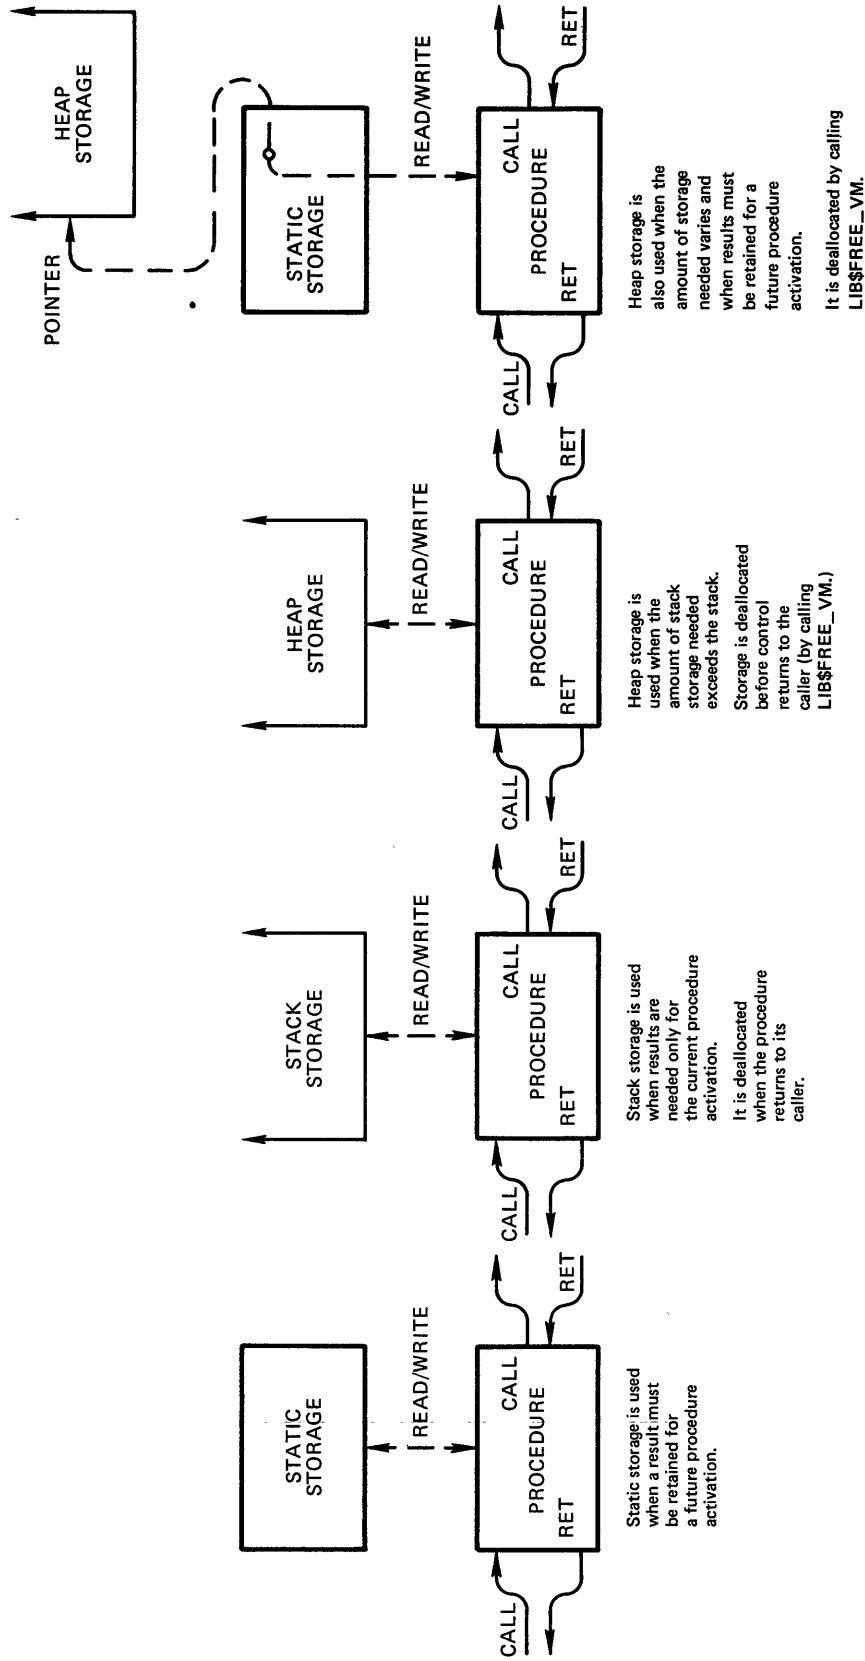 STATIC
STORAGE
READ/WRITE
CALL
CALL
PROCEDURE
RET
RET
Static storage is used
when a result must
be retained for
a future procedure
activation.
STACK
STORAGE
READ/WRITE
CALL
CALL
PROCEDURE
RET
RET
Stack storage is used
when results are
needed only for
the current procedure
activation.
It is deallocated
when the procedure
returns to its
caller.
HEAP
STORAGE
READ/WRITE
CALL
CALL
PROCEDURE
RET
RET
Heap storage is
used when the
amount of stack
storage needed
exceeds the stack.
Storage is deallocated
before control
returns to the
caller (by calling
LIB$FREE_VM.)
HEAP
STORAGE
POINTER
STATIC
STORAGE
READ/WRITE
CALL
CALL
PROCEDURE
RET
RET
Heap storage is
also used when the
amount of storage
needed varies and
when results must
be retained for a
future procedure
activation.
It is deallocated by calling
LIB$FREE_VM.